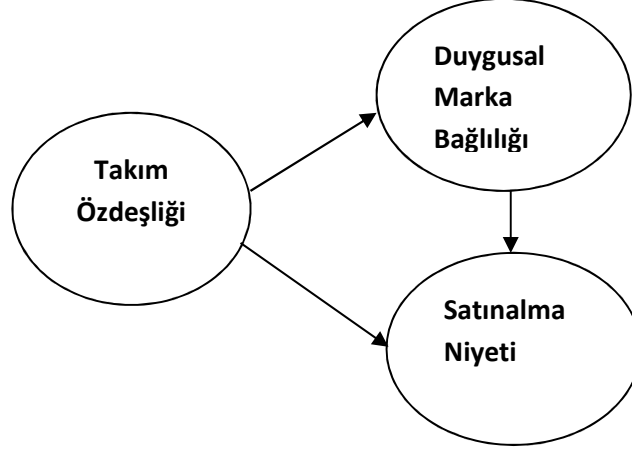 Duygusal
Marka
Bağlılığı
Takım
Özdeşliği
Satınalma
Niyeti